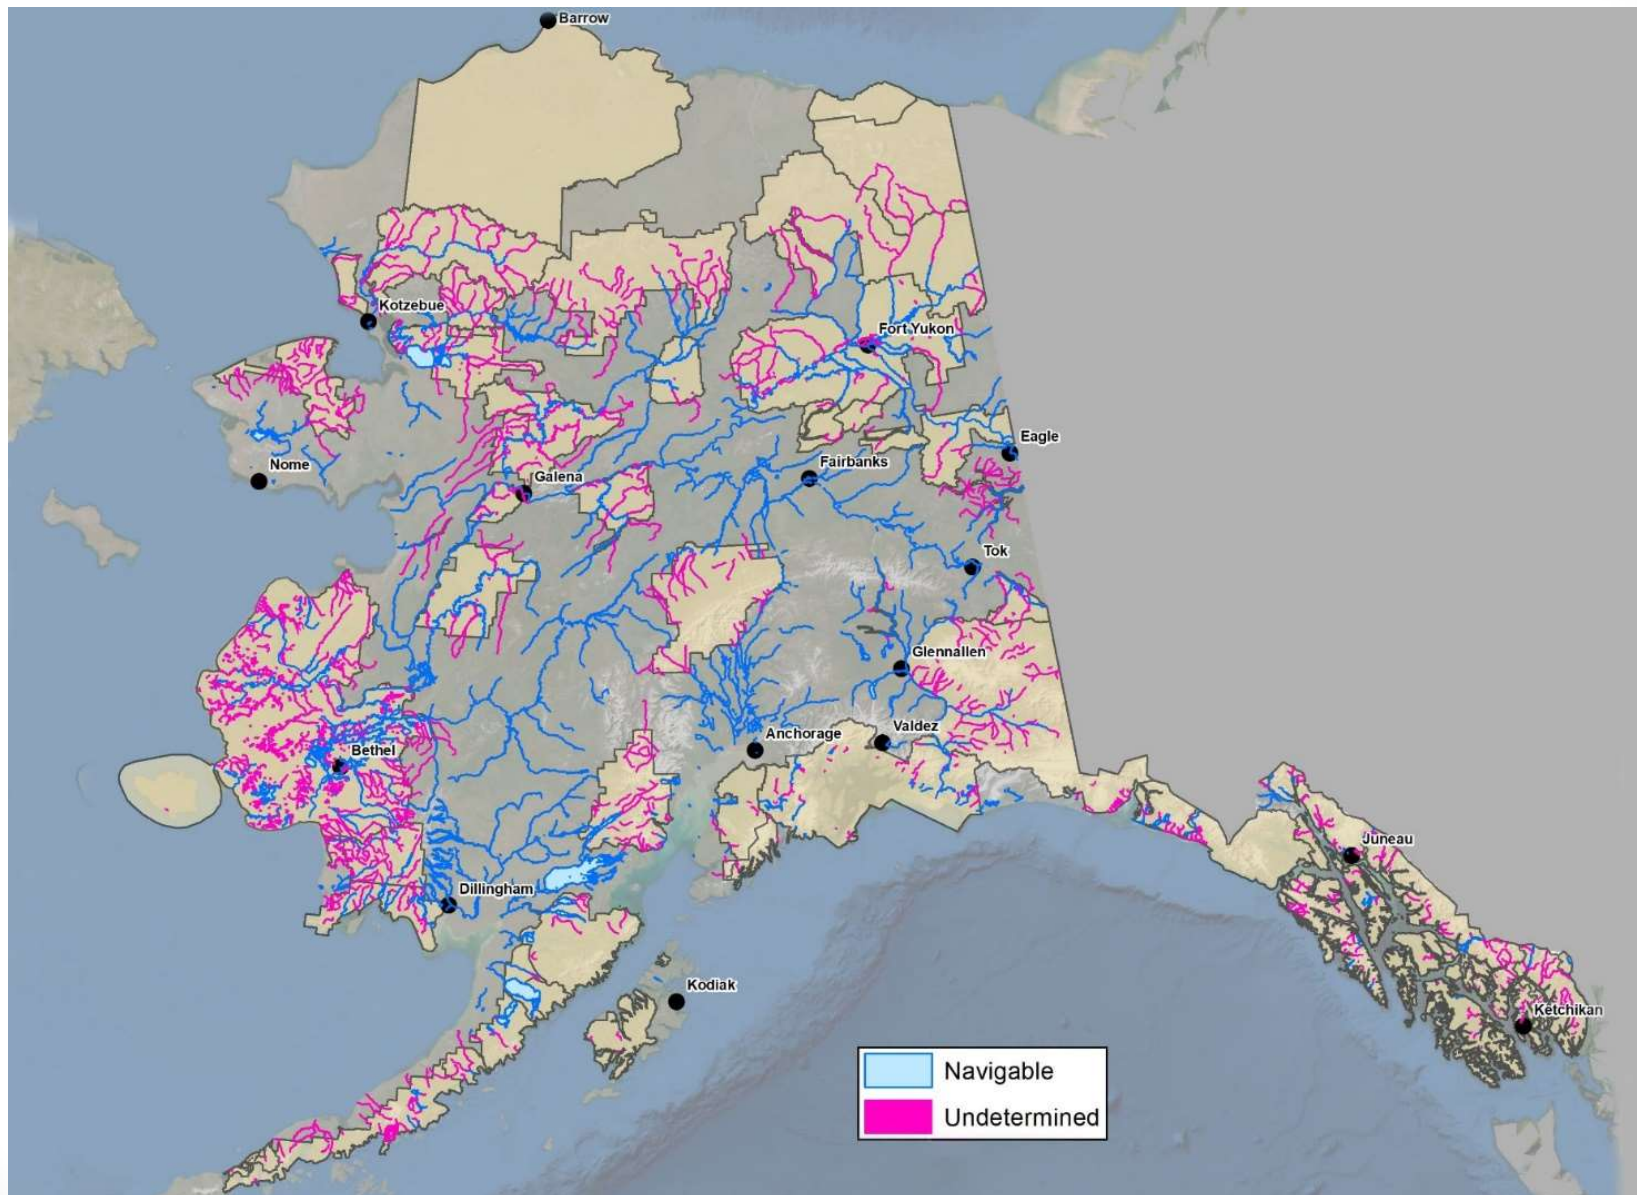 Barrow
Kotzebue
Fort Yukon
Eagle
Nome
Galena
Fairbanks
Tok
Glennallen
Bethel
Anchorage
Valdez
Juneau
Dillingham
Kodiak
Ketchikan
Navigable
Undetermined